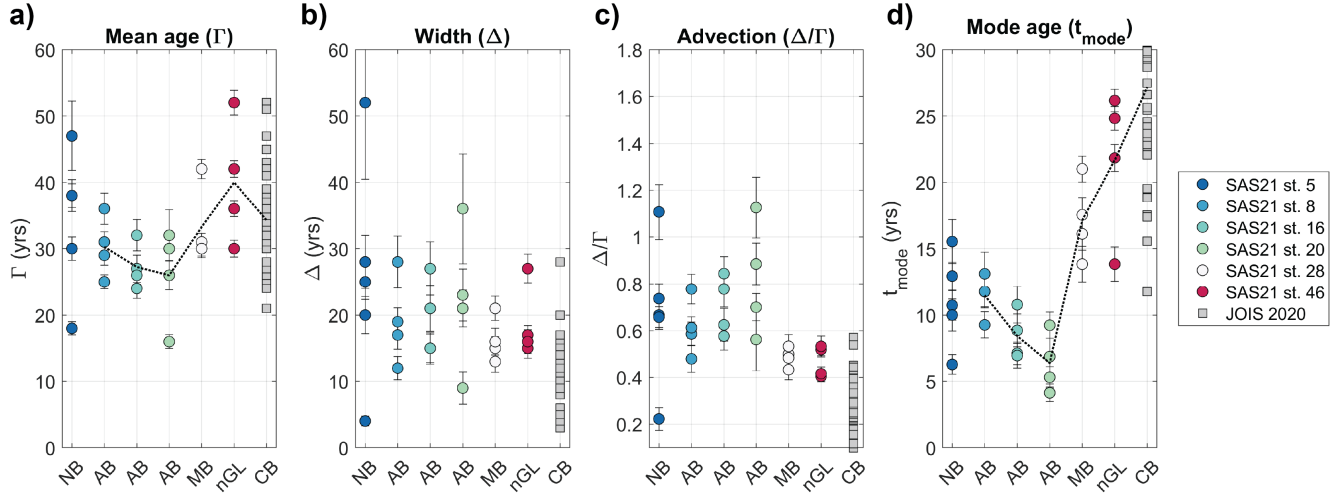 a)
Mean age (Γ)
60
50
40
30
20
10
0
Γ (yrs)
NB
AB
AB
AB
MB
nGL
CB
b)
Width (Δ)
60
50
40
30
20
10
0
Δ (yrs)
NB
AB
AB
AB
MB
nGL
CB
c)
Advection (Δ/Γ)
1.8
1.6
1.4
1.2
1
0.8
0.6
0.4
0.2
Δ/Γ
NB
AB
AB
AB
MB
nGL
CB
d)
Mode age (tmode)
30
25
20
15
10
5
0
tmode (yrs)
NB
AB
AB
AB
MB
nGL
CB
SAS21 st. 5
SAS21 st. 8
SAS21 st. 16
SAS21 st. 20
SAS21 st. 28
SAS21 st. 46
JOIS 2020